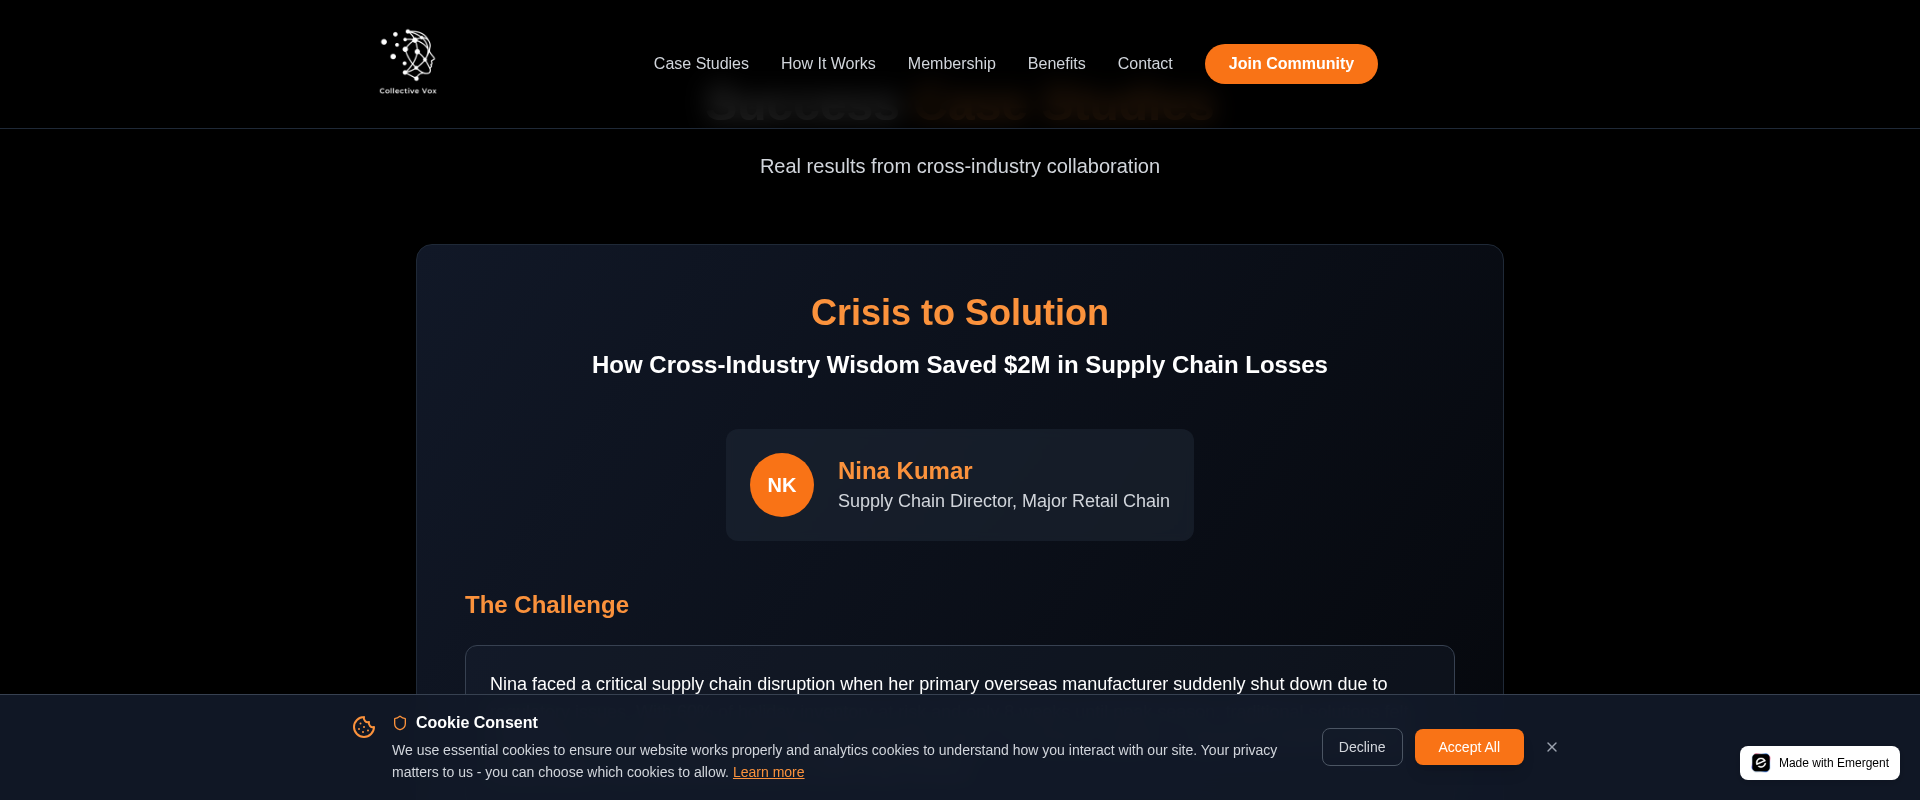 Collective Vox
Case Studies
How It Works
Membership
Benefits
Contact
Join Community
Success Case Studies
Real results from cross-industry collaboration
Crisis to Solution
How Cross-Industry Wisdom Saved $2M in Supply Chain Losses
NK
Nina Kumar
Supply Chain Director, Major Retail Chain
The Challenge
Nina faced a critical supply chain disruption when her primary overseas manufacturer suddenly shut down due to
Cookie Consent
We use essential cookies to ensure our website works properly and analytics cookies to understand how you interact with our site. Your privacy
matters to us - you can choose which cookies to allow. Learn more
Decline
Accept All
Made with Emergent